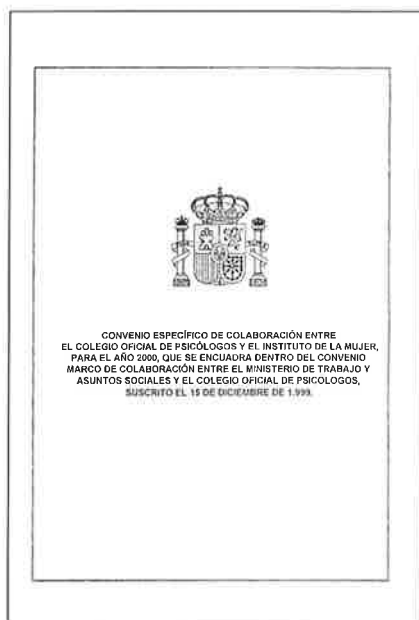 CONVENIO ESPECÍFICO DE COLABORACIÓN ENTRE
EL COLEGIO OFICIAL DE PSICÓLOGOS Y EL INSTITUTO DE LA MUJER,
PARA EL AÑO 2000, QUE SE ENCUADRA DENTRO DEL CONVENIO
MARCO DE COLABORACIÓN ENTRE EL MINISTERIO DE TRABAJO Y
ASUNTOS SOCIALES Y EL COLEGIO OFICIAL DE PSICOLOGOS,
SUSCRITO EL 15 DE DICIEMBRE DE 1.999.